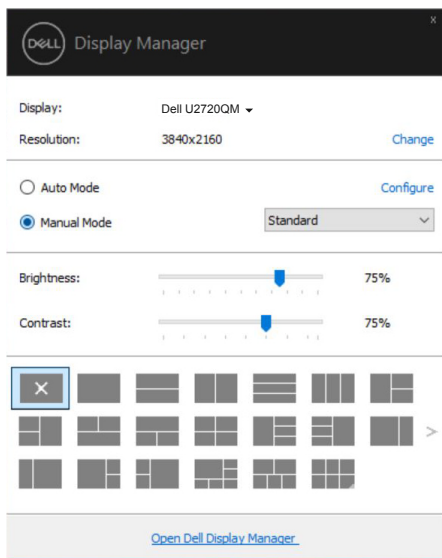 x
DELL Display Manager
Display: Dell U2720QM
Resolution: 3840x2160 Change
Auto Mode Configure
Manual Mode Standard
Brightness: 75%
Contrast: 75%
Open Dell Display Manager